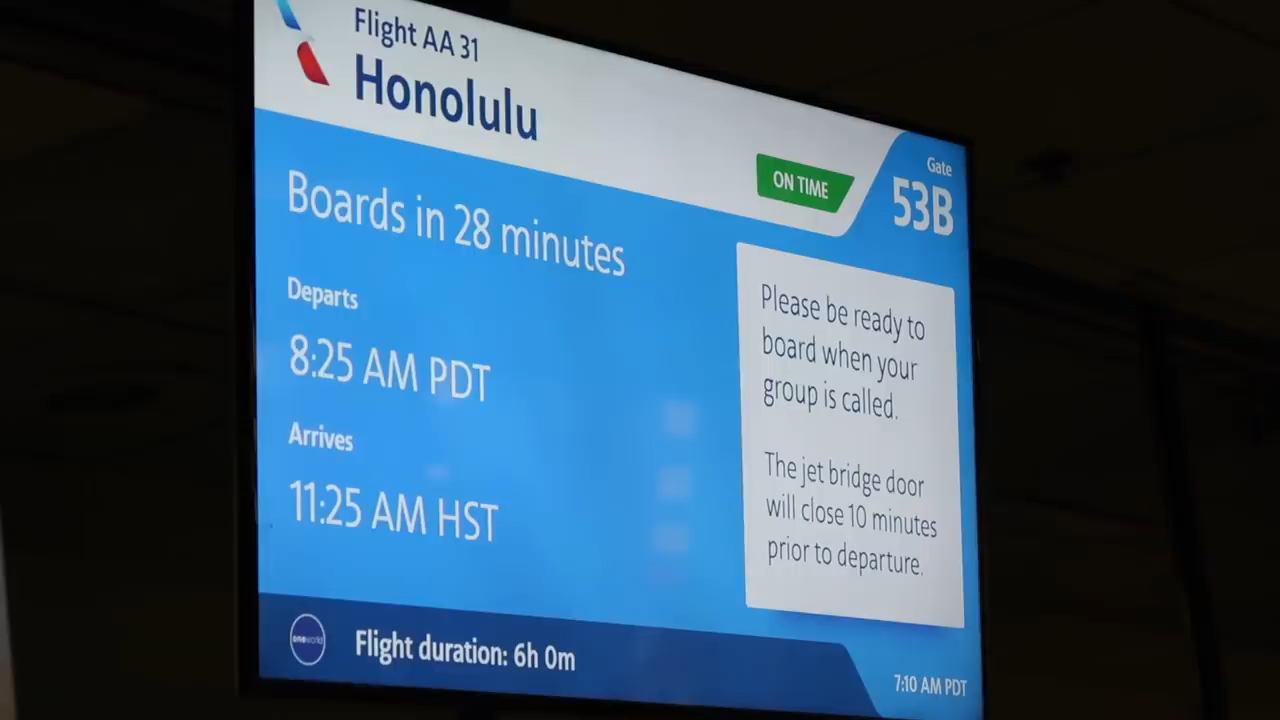 Flight AA 31
Honolulu
ON TIME
Gate
53B
Boards in 28 minutes
Departs
8:25 AM PDT
Arrives
11:25 AM HST
Please be ready to
board when your
group is called.
The jet bridge door
will close 10 minutes
prior to departure.
oneworld
Flight duration: 6h 0m
7:10 AM PDT